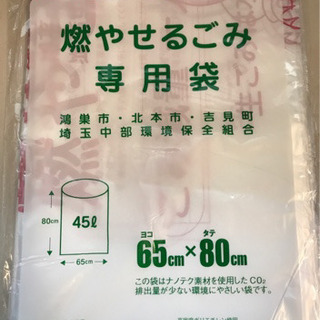 燃やせるごみ
専用袋
鴻巣市・北本市・吉見町
埼玉中部環境保全組合
80cm
45ℓ
65cm
ヨコ タテ
65cm×80cm
この袋はナノテク素材を使用したCO₂
排出量が少ない環境にやさしい袋です。